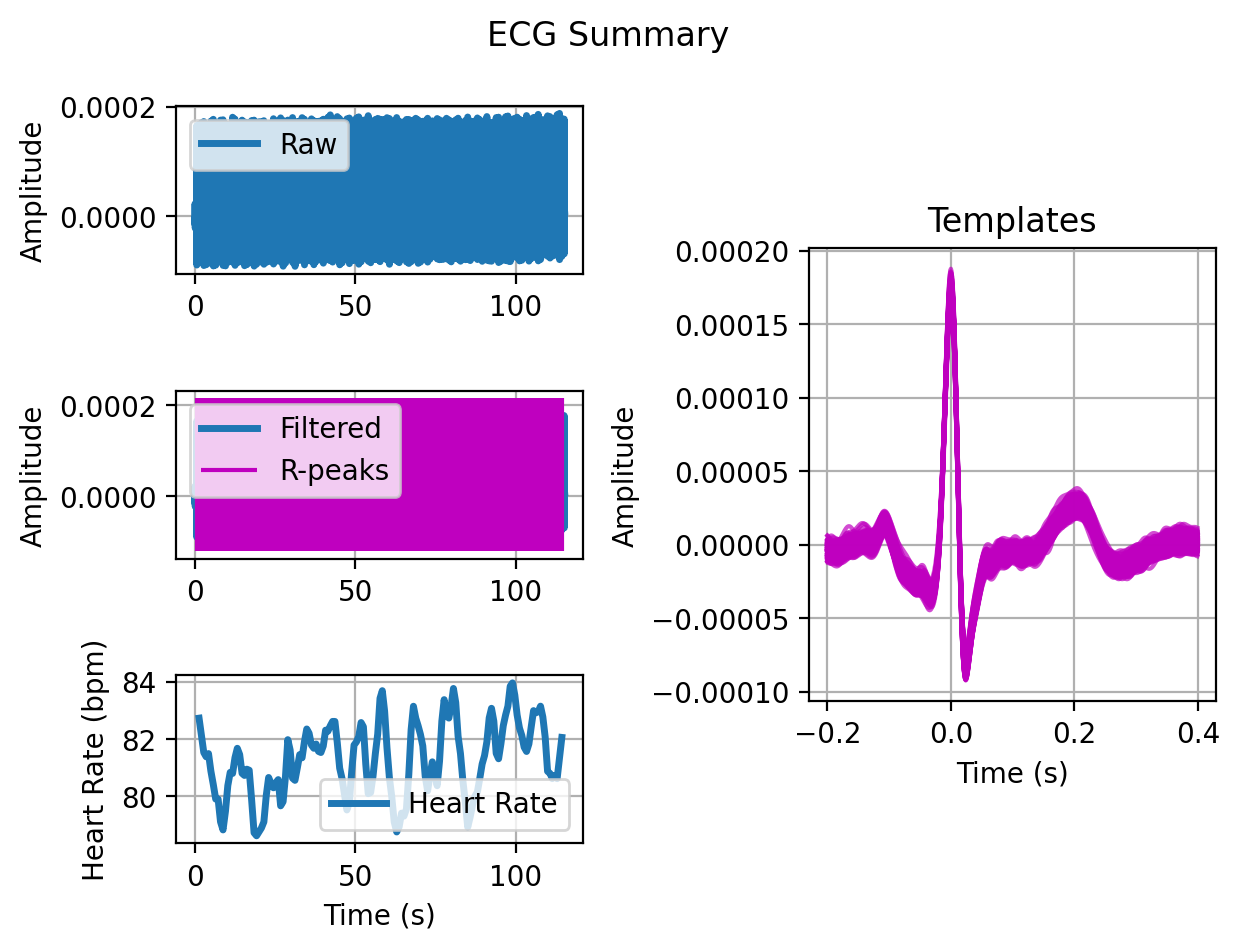 ECG Summary
Amplitude
0.0002
0.0000
Raw
0
50
100
Amplitude
0.0002
0.0000
Filtered
R-peaks
0
50
100
Heart Rate (bpm)
84
82
80
Heart Rate
0
50
100
Time (s)
Templates
Amplitude
0.00020
0.00015
0.00010
0.00005
0.00000
−0.00005
−0.00010
−0.2
0.0
0.2
0.4
Time (s)